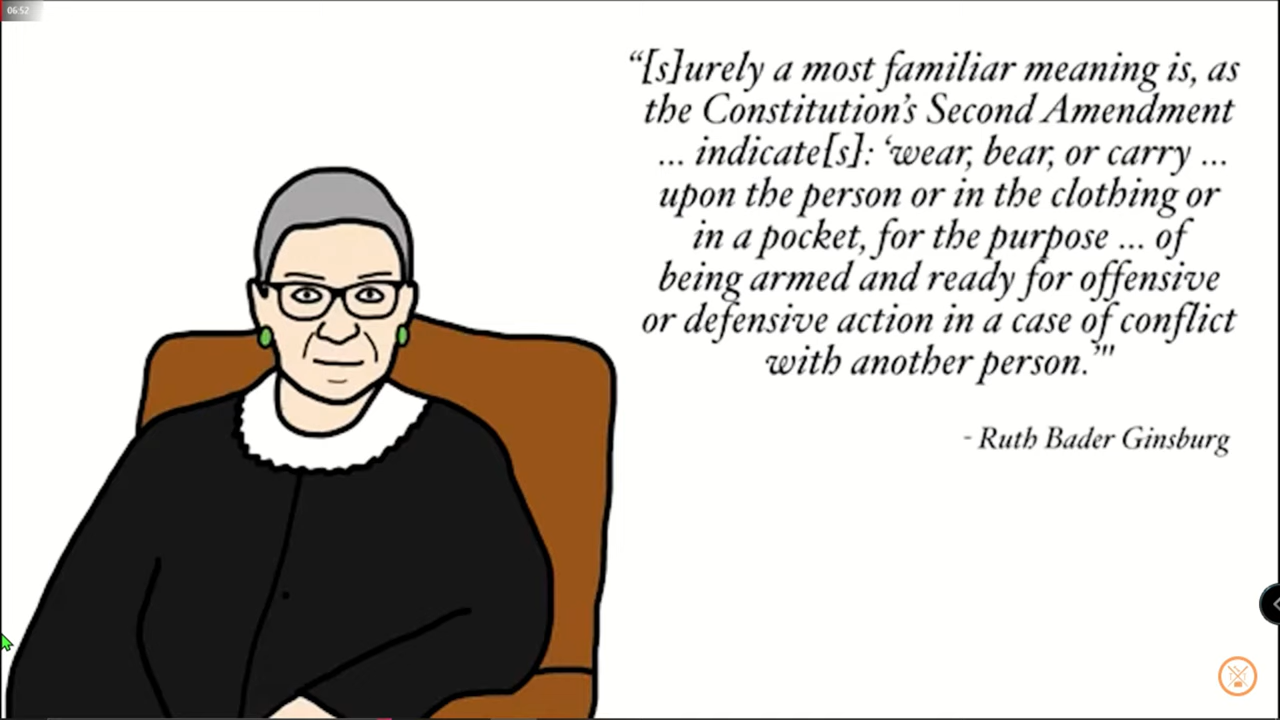 06:52
“[s]urely a most familiar meaning is, as
the Constitution’s Second Amendment
... indicate[s]: ‘wear, bear, or carry ...
upon the person or in the clothing or
in a pocket, for the purpose ... of
being armed and ready for offensive
or defensive action in a case of conflict
with another person.’"
- Ruth Bader Ginsburg